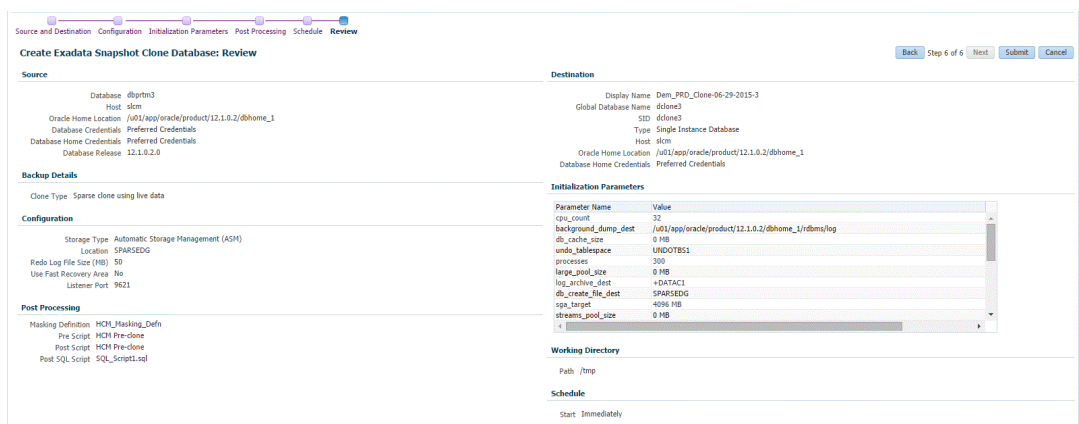 Source and Destination Configuration Initialization Parameters Post Processing Schedule Review
Create Exadata Snapshot Clone Database: Review
Back Step 6 of 6 Next Submit Cancel
Source
Database dbprtm3
Host slcm
Oracle Home Location /u01/app/oracle/product/12.1.0.2/dbhome_1
Database Credentials Preferred Credentials
Database Home Credentials Preferred Credentials
Database Release 12.1.0.2.0
Backup Details
Clone Type Sparse clone using live data
Configuration
Storage Type Automatic Storage Management (ASM)
Location SPARSEDG
Redo Log File Size (MB) 50
Use Fast Recovery Area No
Listener Port 9621
Post Processing
Masking Definition HCM_Masking_Defn
Pre Script HCM Pre-clone
Post Script HCM Pre-clone
Post SQL Script SQL_Script1.sql
Destination
Display Name Dem_PRD_Clone-06-29-2015-3
Global Database Name dclone3
SID dclone3
Type Single Instance Database
Host slcm
Oracle Home Location /u01/app/oracle/product/12.1.0.2/dbhome_1
Database Home Credentials Preferred Credentials
Initialization Parameters
Parameter Name Value
cpu_count 32
background_dump_dest /u01/app/oracle/product/12.1.0.2/dbhome_1/rdbms/log
db_cache_size 0 MB
undo_tablespace UNDOTBS1
processes 300
large_pool_size 0 MB
log_archive_dest +DATAC1
db_create_file_dest SPARSEDG
sga_target 4096 MB
streams_pool_size 0 MB
Working Directory
Path /tmp
Schedule
Start Immediately